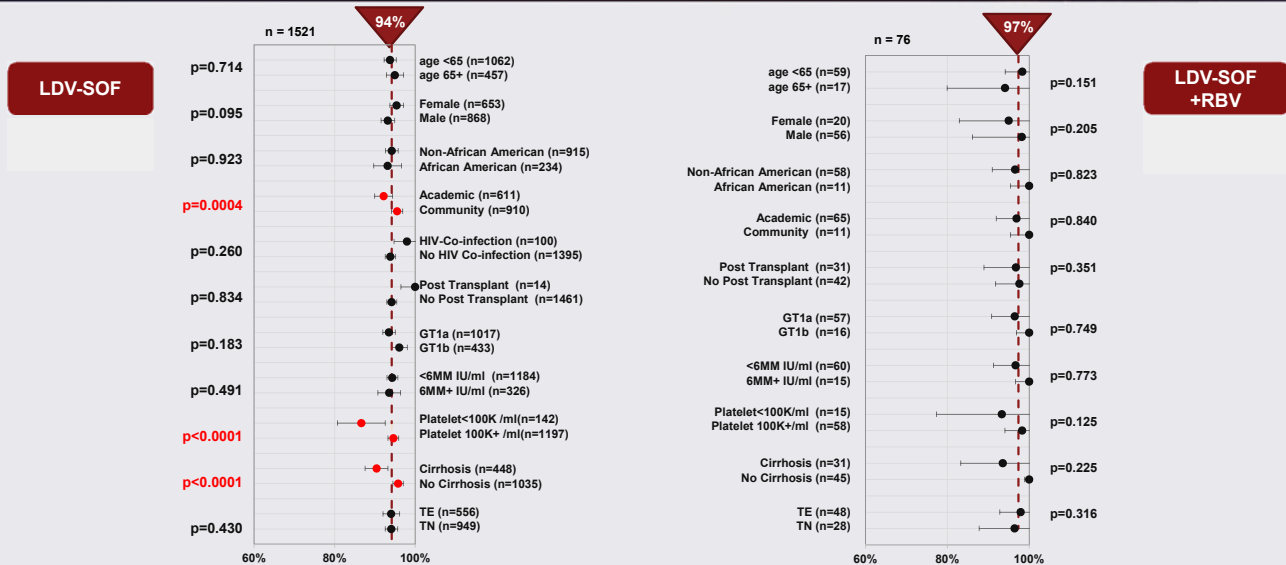 94%
n = 1521
LDV-SOF
p=0.714
age <65 (n=1062)
age 65+ (n=457)
p=0.095
Female (n=653)
Male (n=868)
p=0.923
Non-African American (n=915)
African American (n=234)
p=0.0004
Academic (n=611)
Community (n=910)
p=0.260
HIV-Co-infection (n=100)
No HIV Co-infection (n=1395)
p=0.834
Post Transplant (n=14)
No Post Transplant (n=1461)
p=0.183
GT1a (n=1017)
GT1b (n=433)
p=0.491
<6MM IU/ml (n=1184)
6MM+ IU/ml (n=326)
p<0.0001
Platelet<100K /ml(n=142)
Platelet 100K+ /ml(n=1197)
p<0.0001
Cirrhosis (n=448)
No Cirrhosis (n=1035)
p=0.430
TE (n=556)
TN (n=949)
60%
80%
100%
97%
n = 76
LDV-SOF
+RBV
age <65 (n=59)
age 65+ (n=17)
p=0.151
Female (n=20)
Male (n=56)
p=0.205
Non-African American (n=58)
African American (n=11)
p=0.823
Academic (n=65)
Community (n=11)
p=0.840
Post Transplant (n=31)
No Post Transplant (n=42)
p=0.351
GT1a (n=57)
GT1b (n=16)
p=0.749
<6MM IU/ml (n=60)
6MM+ IU/ml (n=15)
p=0.773
Platelet<100K/ml (n=15)
Platelet 100K+/ml (n=58)
p=0.125
Cirrhosis (n=31)
No Cirrhosis (n=45)
p=0.225
TE (n=48)
TN (n=28)
p=0.316
60%
80%
100%